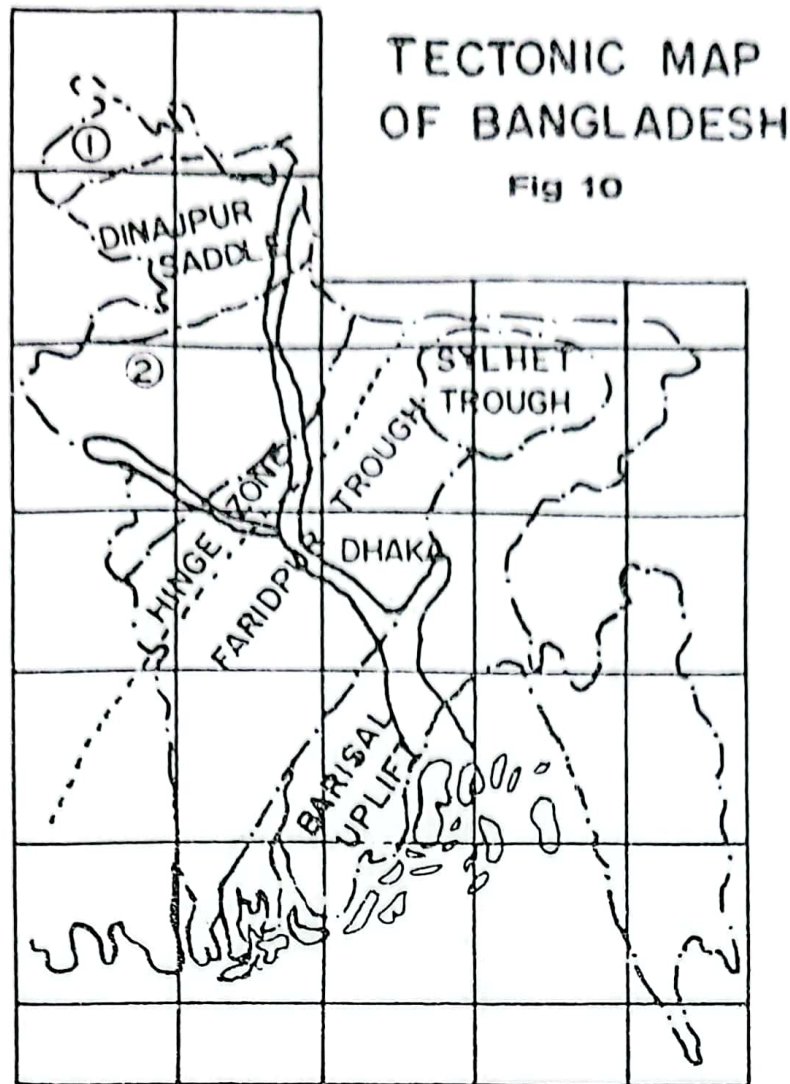 TECTONIC MAP
OF BANGLADESH
Fig 10
①
DINAJPUR
SADDLE
②
SYLHET
TROUGH
HINGE ZONE
FARIDPUR TROUGH
DHAKA
BARISAL
UPLIFT